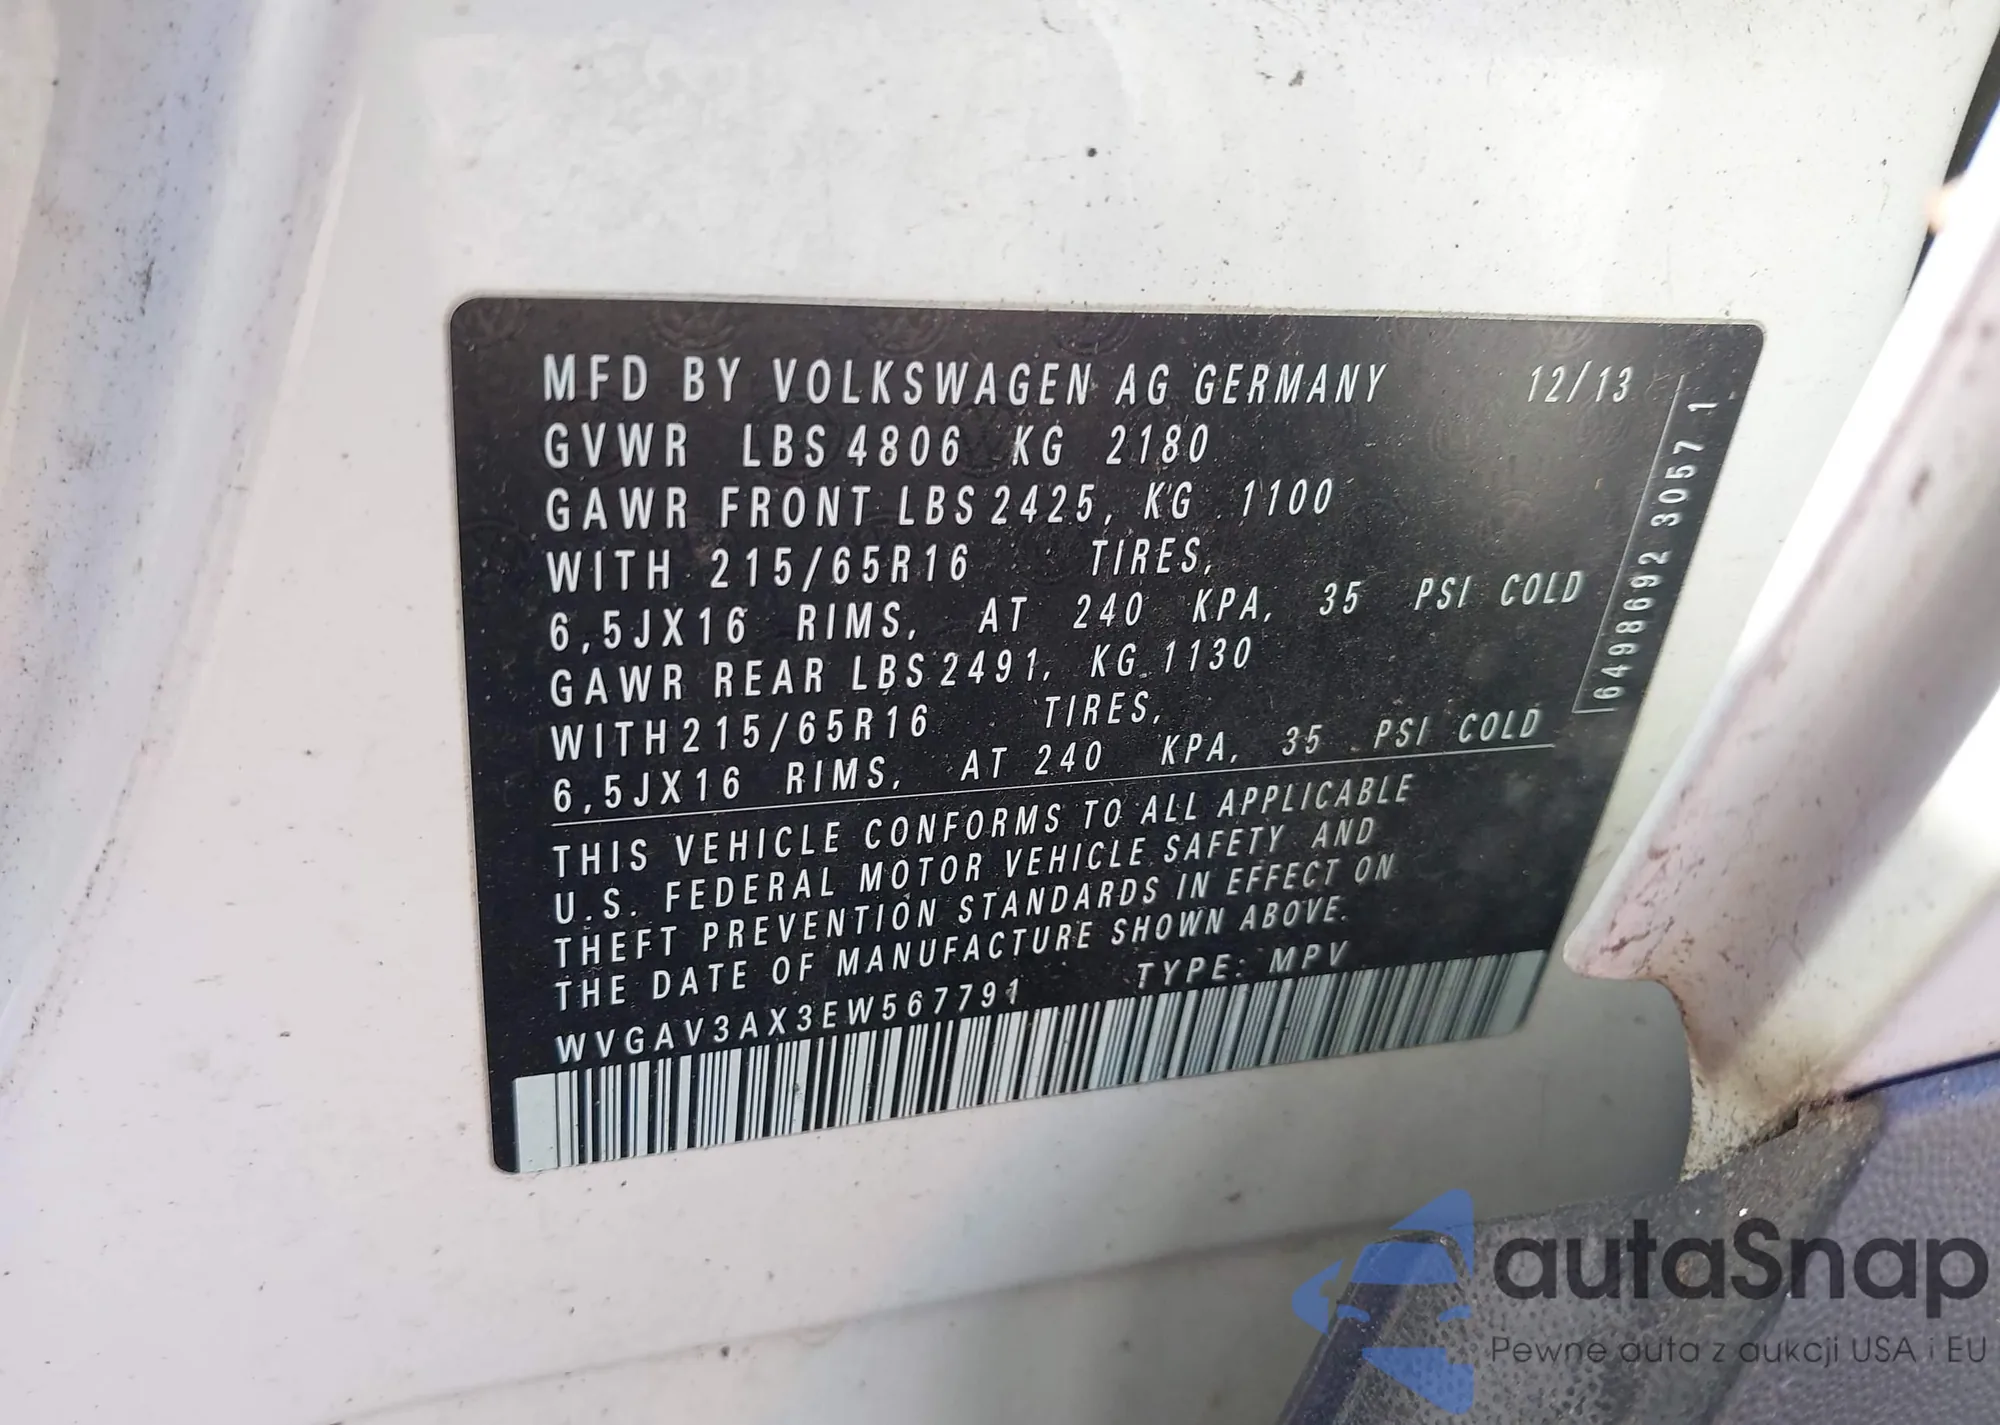 MFD BY VOLKSWAGEN AG GERMANY 12/13
GVWR LBS 4806 KG 2180
GAWR FRONT LBS 2425, KG 1100
WITH 215/65R16 TIRES,
6,5JX16 RIMS, AT 240 KPA, 35 PSI COLD
GAWR REAR LBS 2491, KG 1130
WITH 215/65R16 TIRES,
6,5JX16 RIMS, AT 240 KPA, 35 PSI COLD
THIS VEHICLE CONFORMS TO ALL APPLICABLE
U.S. FEDERAL MOTOR VEHICLE SAFETY AND
THEFT PREVENTION STANDARDS IN EFFECT ON
THE DATE OF MANUFACTURE SHOWN ABOVE.
WVGAV3AX3EW567791 TYPE: MPV
6498692 3057 1
autaSnap
Pewne auta z aukcji USA i EU